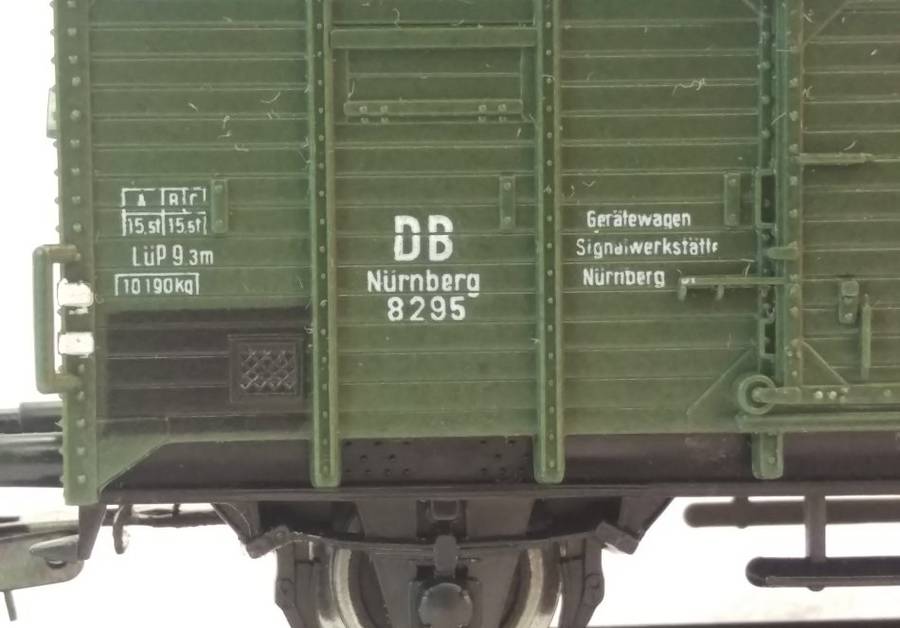 A B C
15,5t 15,5t
LüP 9,3m
10190kg
DB
Nürnberg
8295
Gerätewagen
Signalwerkstätte
Nürnberg